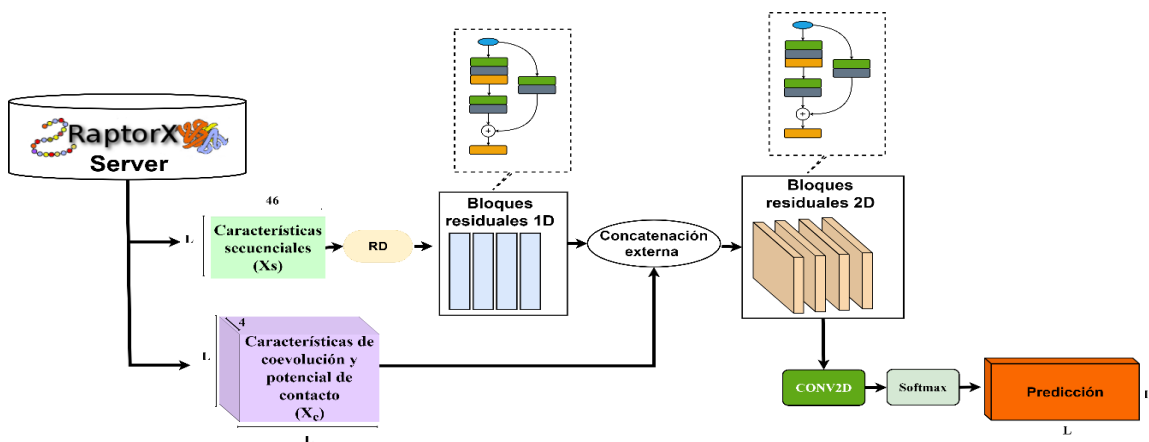 RaptorX
Server
46
L
Características
secuenciales
(Xs)
RD
Bloques
residuales 1D
+
Concatenación
externa
Bloques
residuales 2D
+
4
L
Características de
coevolución y
potencial de
contacto
(Xc)
CONV2D
Softmax
Predicción
L